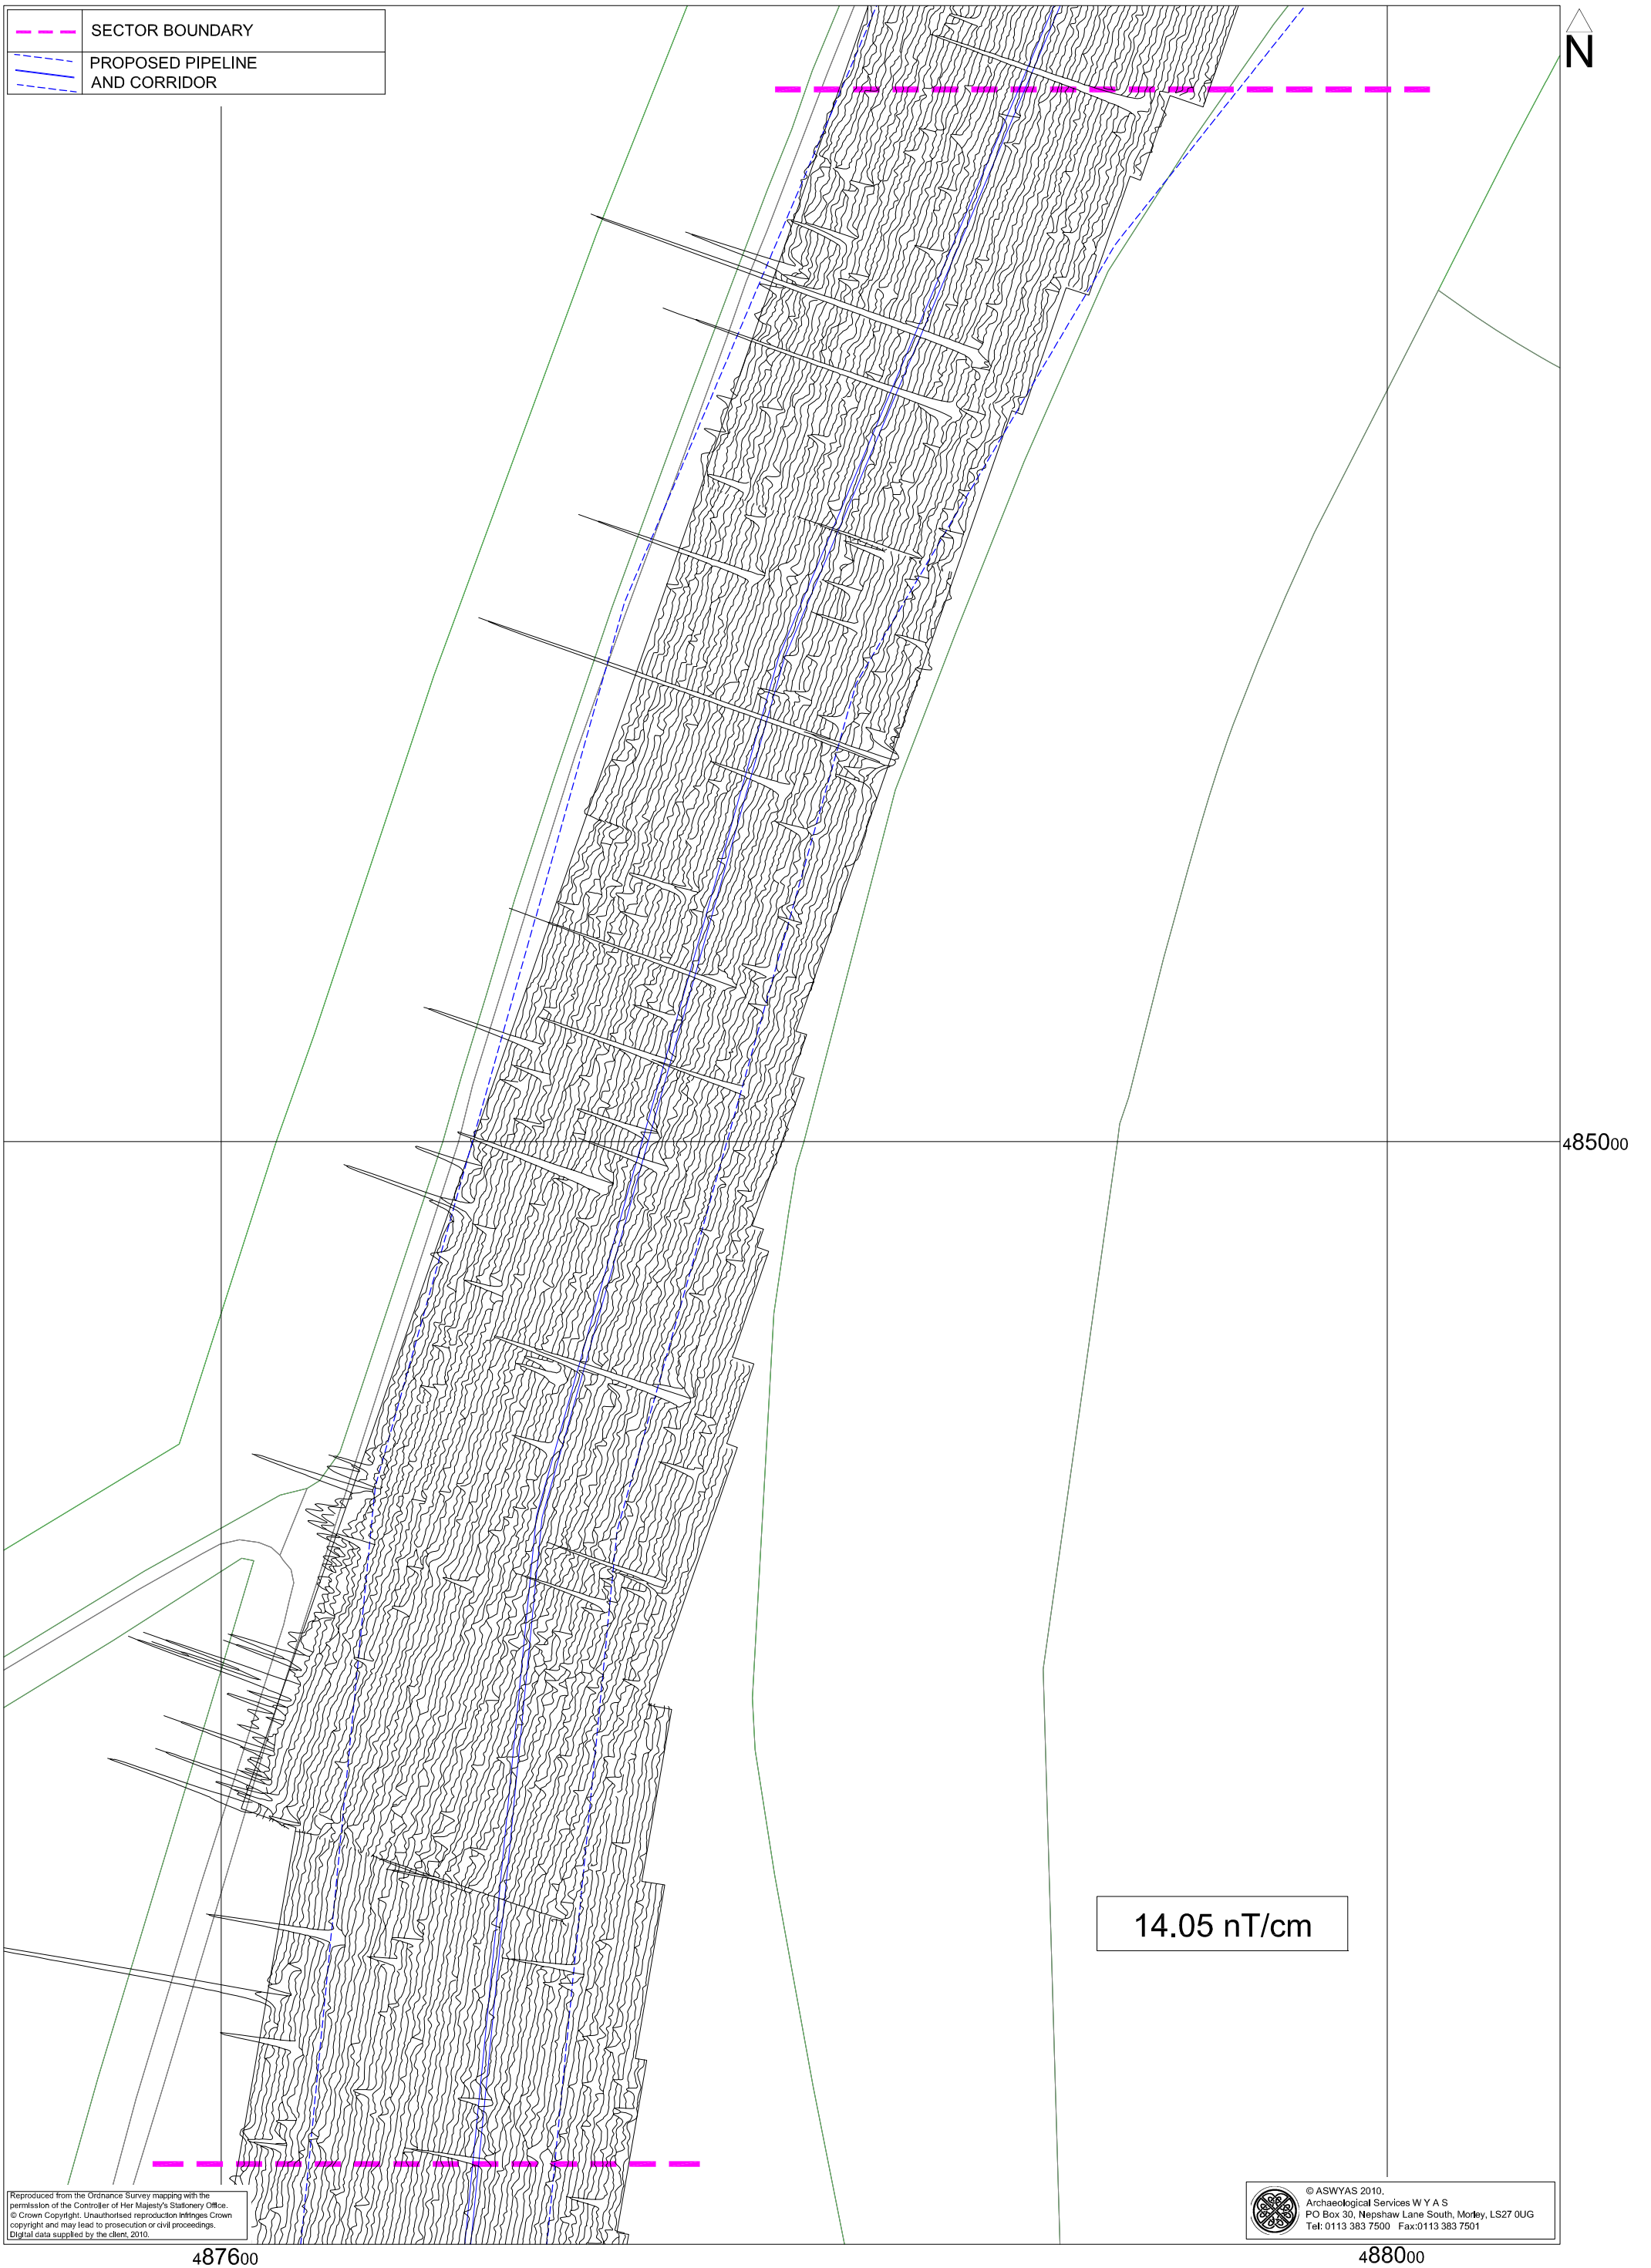 SECTOR BOUNDARY
PROPOSED PIPELINE
AND CORRIDOR
N
485000
14.05 nT/cm
Reproduced from the Ordnance Survey mapping with the
permission of the Controller of Her Majesty's Stationery Office.
© Crown Copyright. Unauthorised reproduction infringes Crown
copyright and may lead to prosecution or civil proceedings.
Digital data supplied by the client, 2010.
© ASWYAS 2010.
Archaeological Services W Y A S
PO Box 30, Nepshaw Lane South, Morley, LS27 0UG
Tel: 0113 383 7500 Fax:0113 383 7501
487600
488000